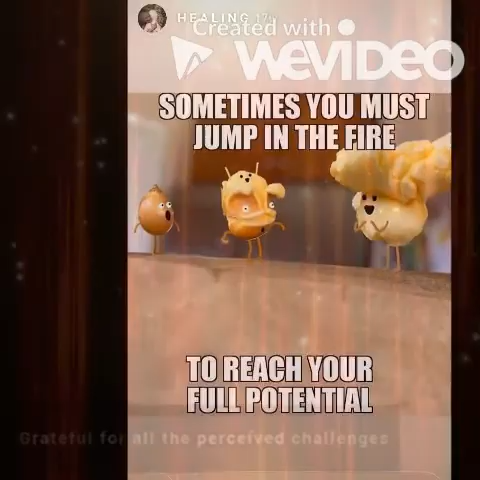 HEALING 17h
Created with
WEVIDEO
SOMETIMES YOU MUST
JUMP IN THE FIRE
TO REACH YOUR
FULL POTENTIAL
Grateful for all the perceived challenges